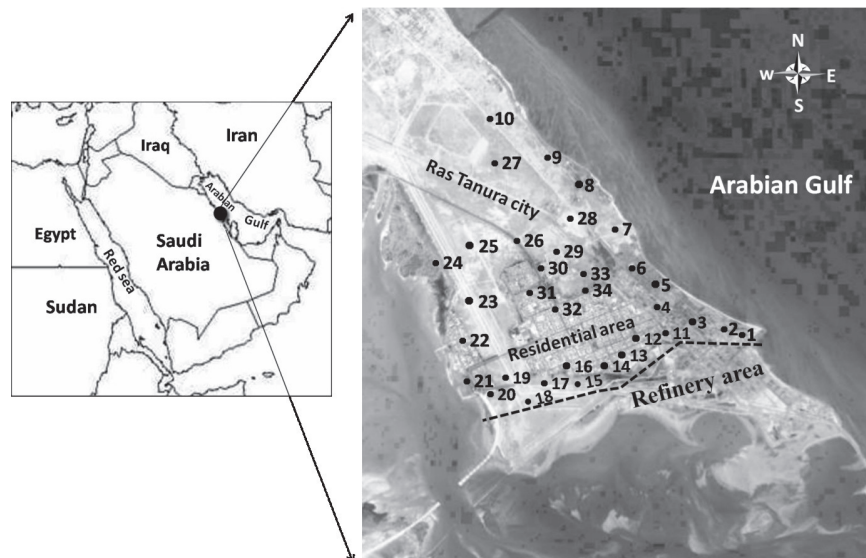 Iraq
Iran
Arabian
Gulf
Egypt
Saudi
Arabia
Red sea
Sudan
N
W E
S
10
27
9
8
Ras Tanura city
Arabian Gulf
28
7
26
25
29
24
30
33
6
34
5
31
23
32
4
3
2
1
11
12
22
Residential area
13
14
16
15
17
19
21
20
18
Refinery area